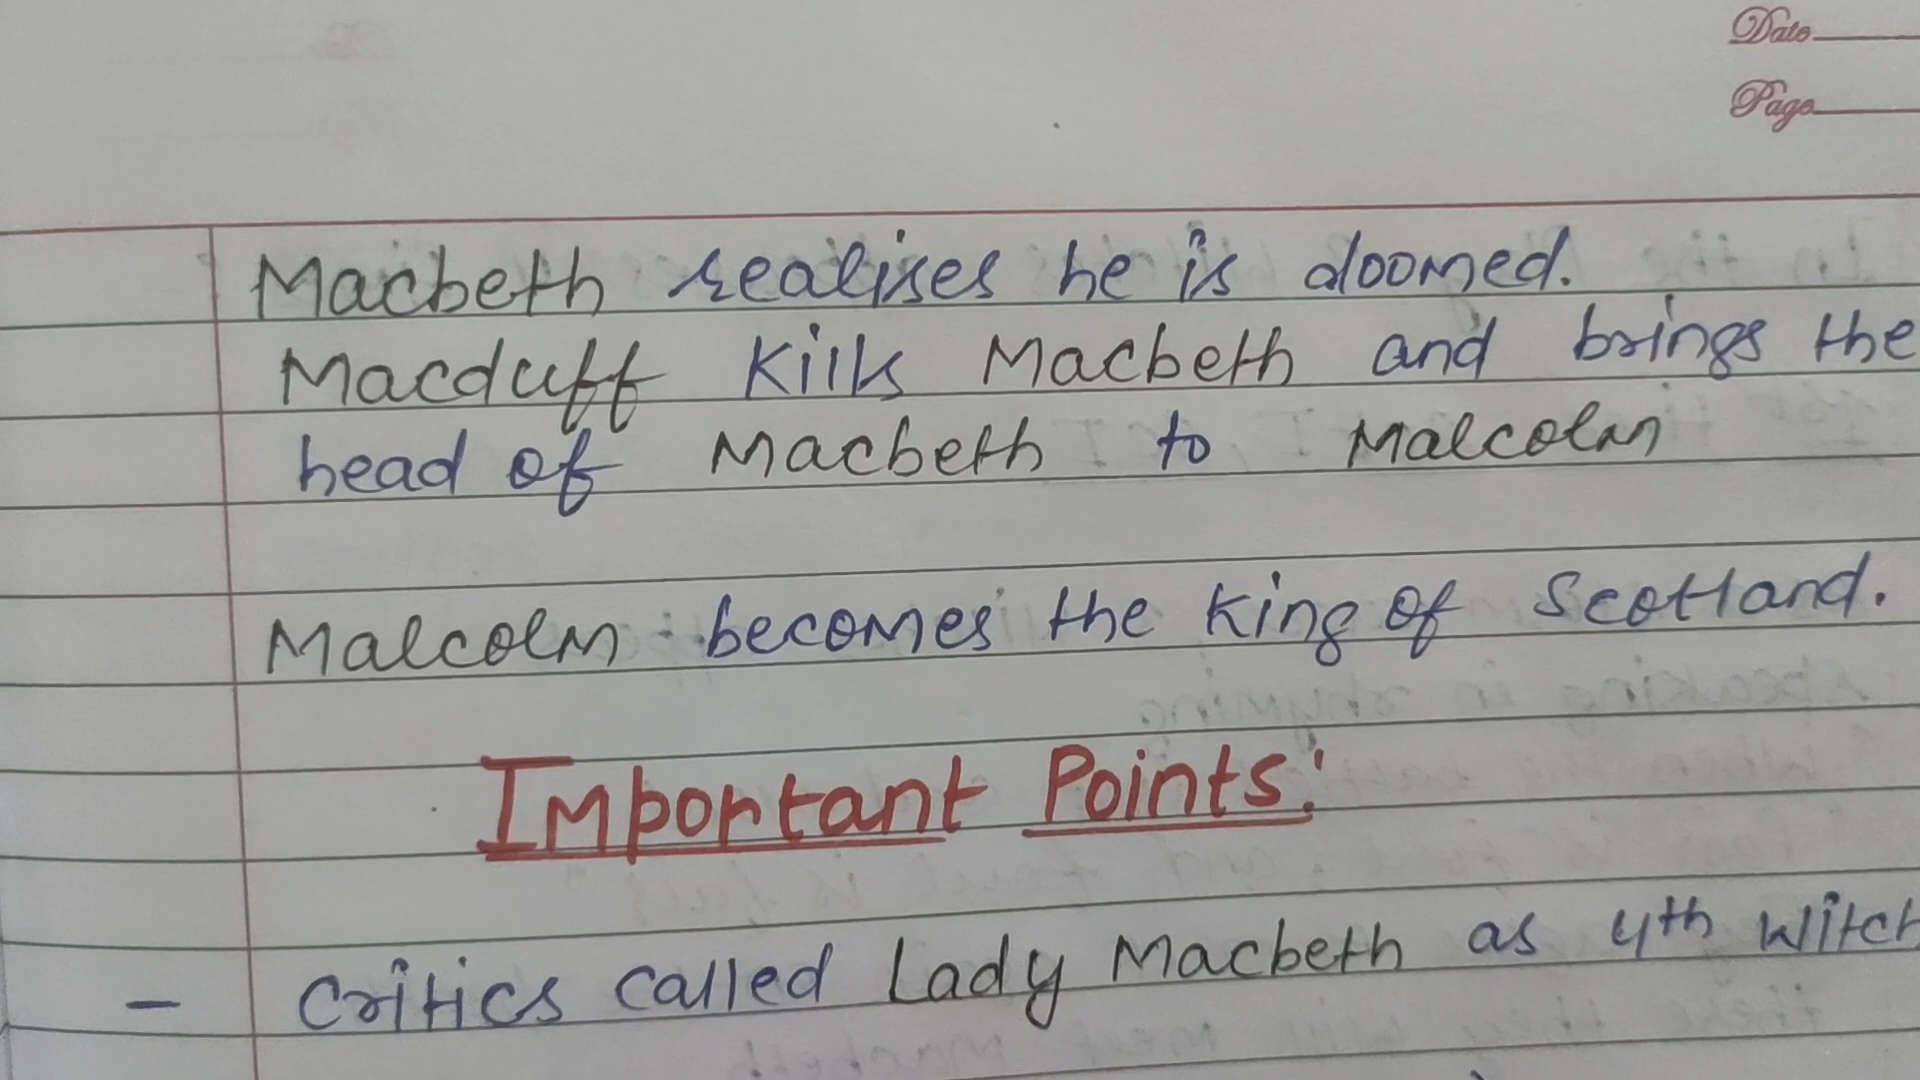 Date
Page
Macbeth realises he is doomed.
Macduff kills Macbeth and brings the
head of Macbeth to Malcolm
Malcolm becomes the king of Scotland.
Important Points:
- Critics called Lady Macbeth as 4th Witch